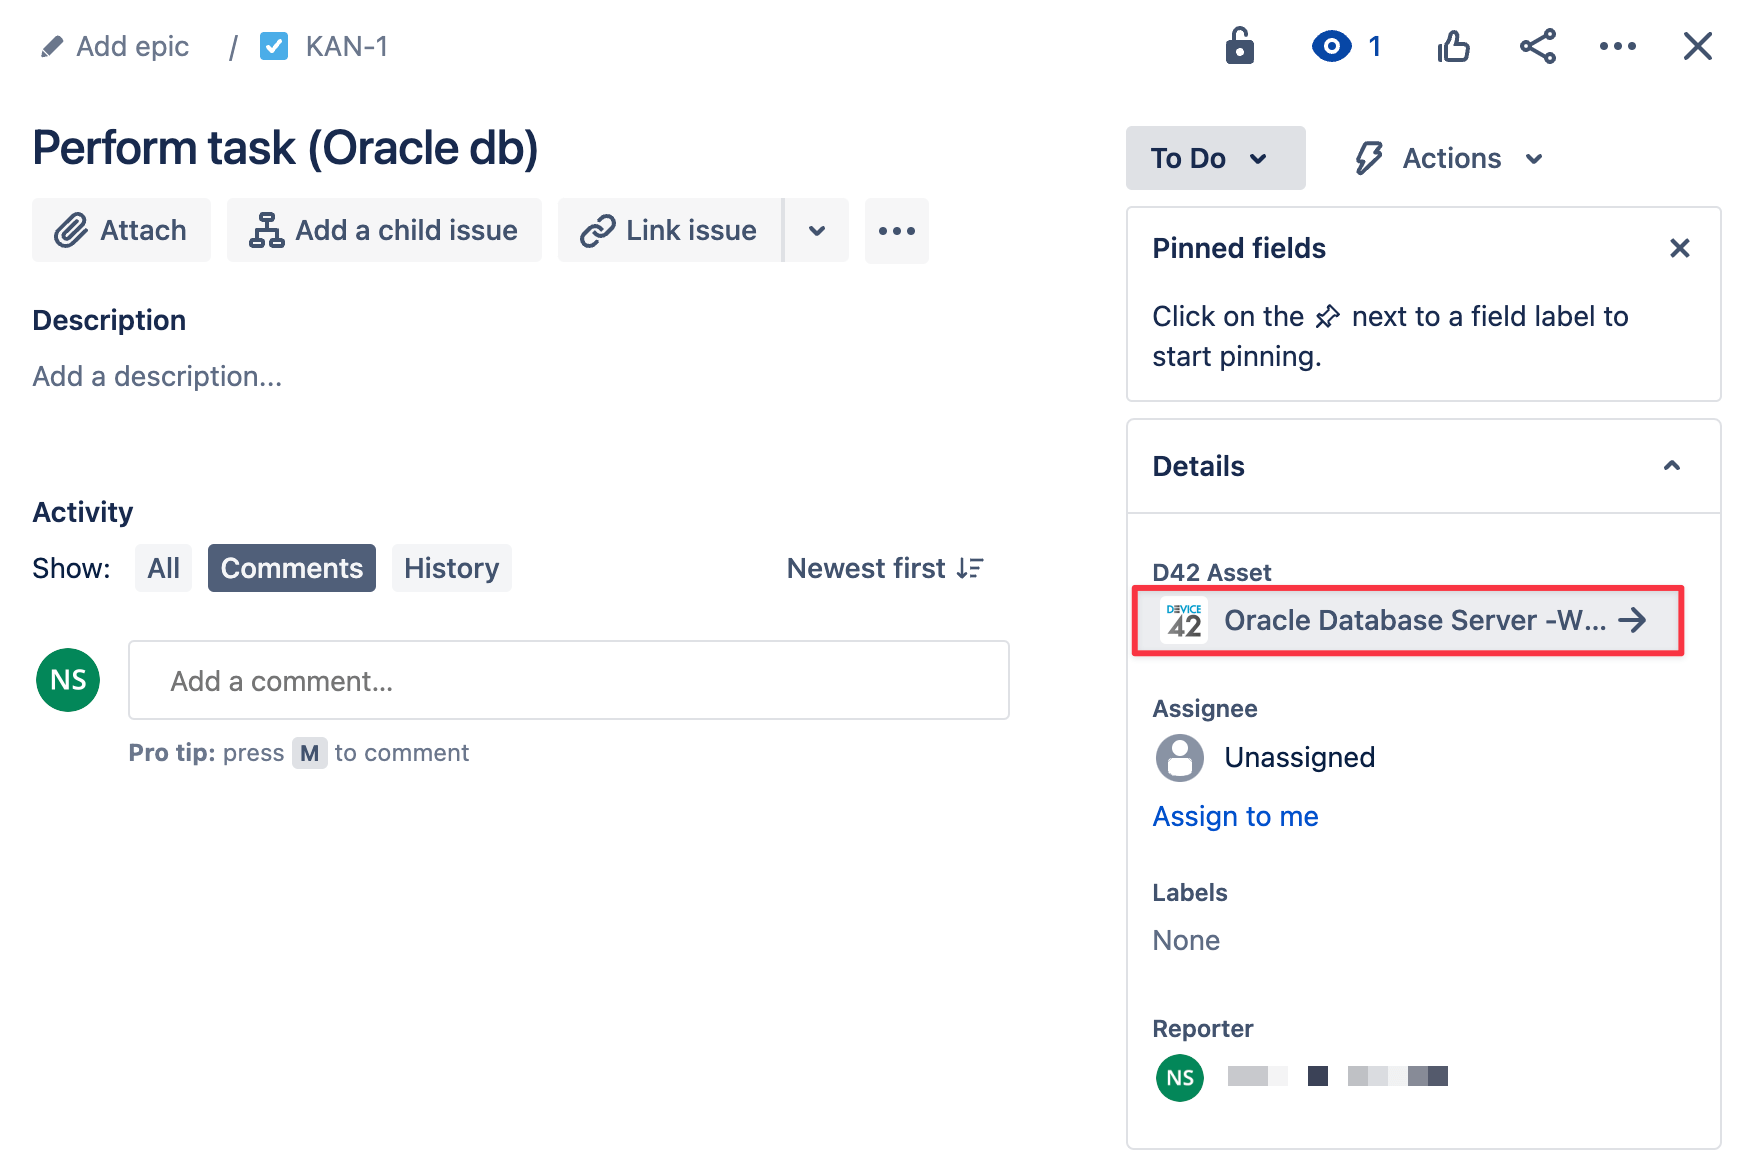 Add epic / KAN-1
1
Perform task (Oracle db)
To Do
Actions
Attach
Add a child issue
Link issue
Pinned fields
Click on the next to a field label to
start pinning.
Description
Add a description...
Details
Activity
Show: All Comments History
Newest first
D42 Asset
DEVICE
42
Oracle Database Server -W...
NS
Add a comment...
Pro tip: press M to comment
Assignee
Unassigned
Assign to me
Labels
None
Reporter
NS